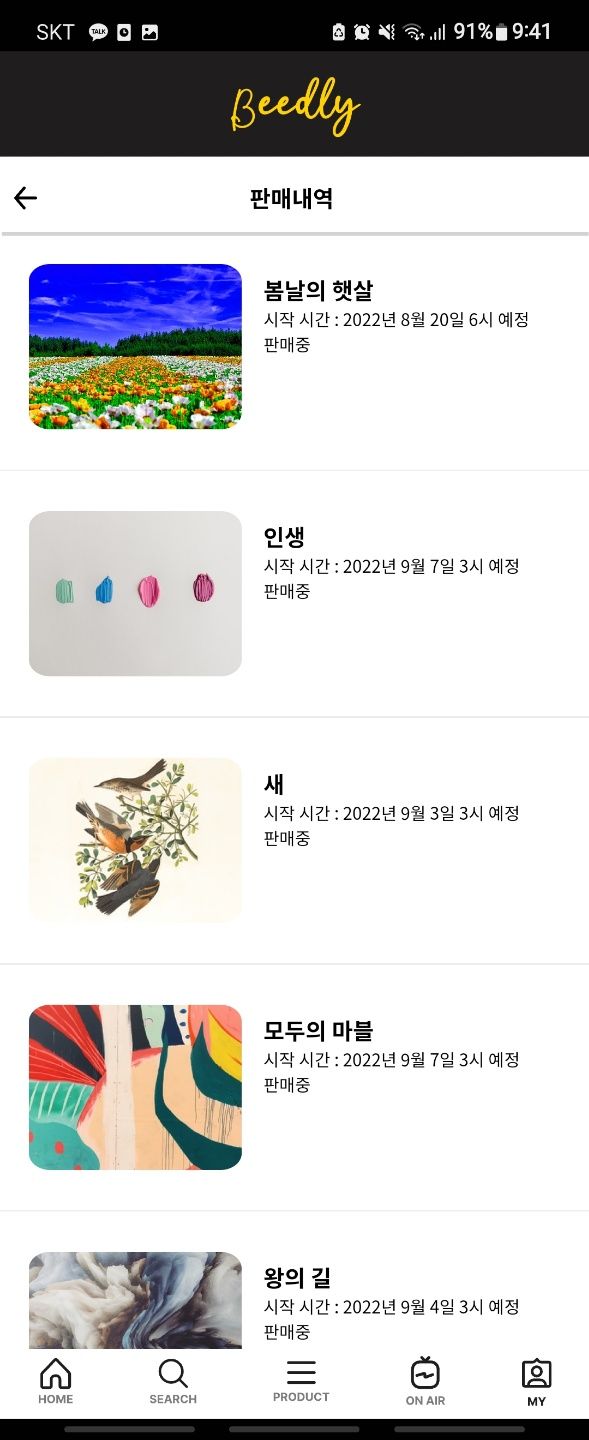 SKT TALK 91% 9:41
Beedly
판매내역
봄날의 햇살
시작 시간 : 2022년 8월 20일 6시 예정
판매중
인생
시작 시간 : 2022년 9월 7일 3시 예정
판매중
새
시작 시간 : 2022년 9월 3일 3시 예정
판매중
모두의 마블
시작 시간 : 2022년 9월 7일 3시 예정
판매중
왕의 길
시작 시간 : 2022년 9월 4일 3시 예정
판매중
HOME SEARCH PRODUCT ON AIR MY